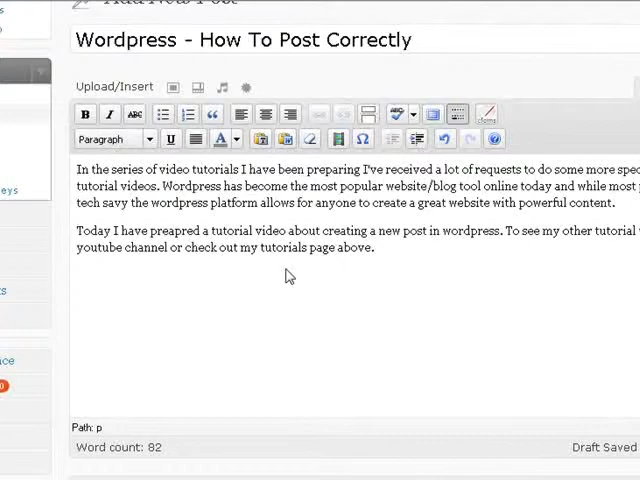 Wordpress - How To Post Correctly
Upload/Insert
B I ABC
Paragraph U A
In the series of video tutorials I have been preparing I've received a lot of requests to do some more
tutorial videos. Wordpress has become the most popular website/blog tool online today and while most
tech savy the wordpress platform allows for anyone to create a great website with powerful content.
Today I have preapred a tutorial video about creating a new post in wordpress. To see my other tutorial
youtube channel or check out my tutorials page above.
Path: p
Word count: 82
Draft Saved